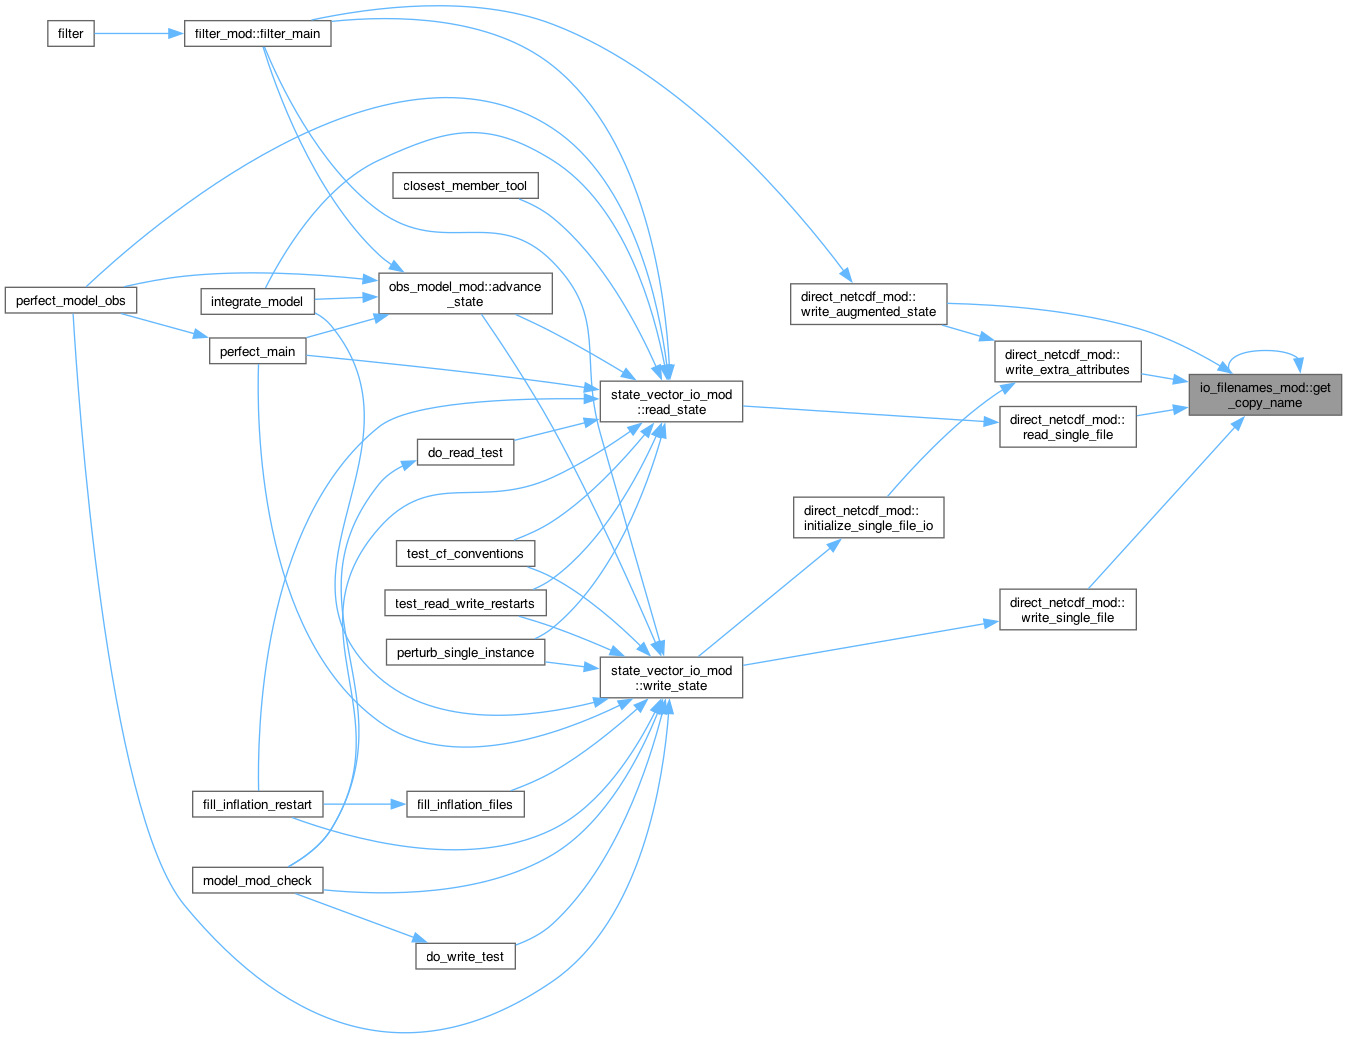 filter
filter_mod::filter_main
closest_member_tool
perfect_model_obs
integrate_model
obs_model_mod::advance
_state
perfect_main
direct_netcdf_mod::
write_augmented_state
direct_netcdf_mod::
write_extra_attributes
io_filenames_mod::get
_copy_name
state_vector_io_mod
::read_state
direct_netcdf_mod::
read_single_file
do_read_test
direct_netcdf_mod::
initialize_single_file_io
test_cf_conventions
test_read_write_restarts
direct_netcdf_mod::
write_single_file
perturb_single_instance
state_vector_io_mod
::write_state
fill_inflation_restart
fill_inflation_files
model_mod_check
do_write_test